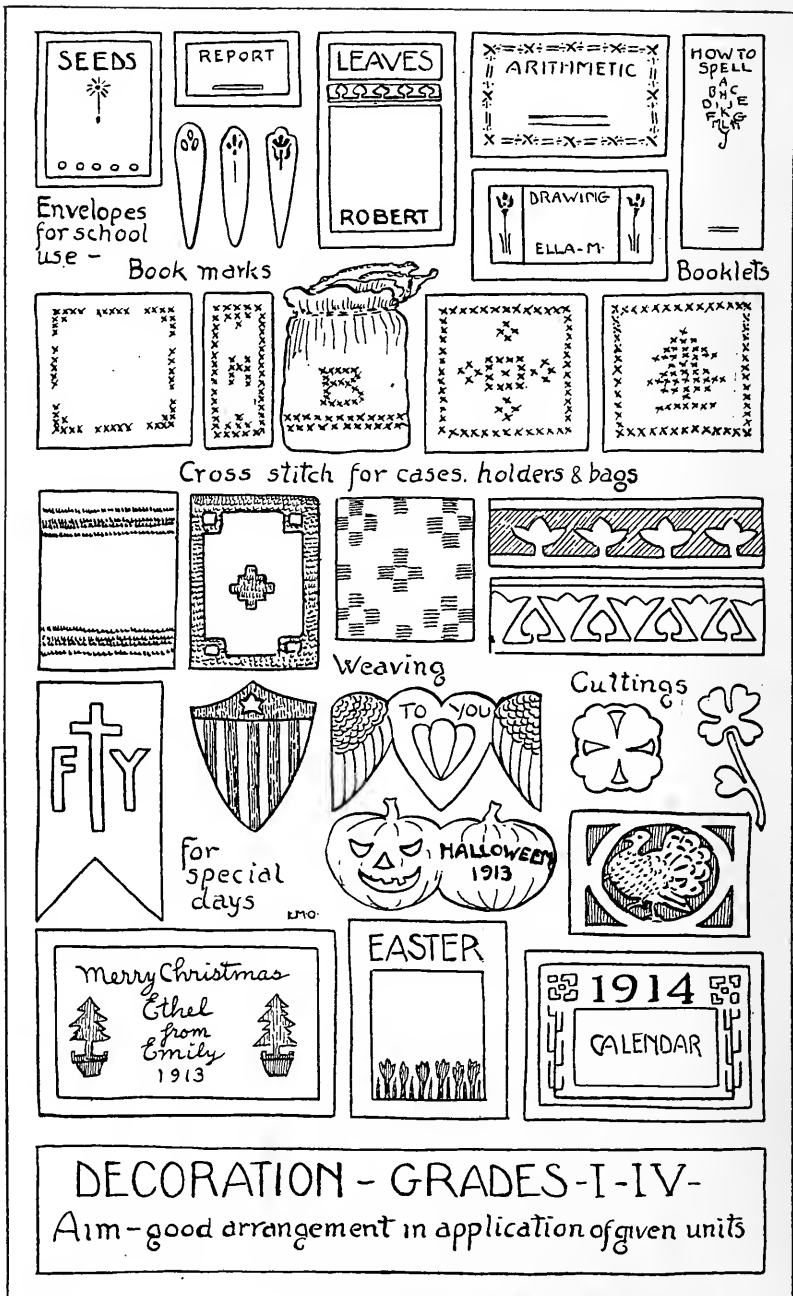 SEEDS
REPORT
LEAVES
ROBERT
ARITHMETIC
HOW TO
SPELL
DRAWING
ELLA-M.
Envelopes
for school
use -
Book marks
Booklets
B
Cross stitch for cases. holders & bags
Weaving
Cuttings
F Y
TO YOU
HALLOWEEN
1913
for
special
days
E.M.O.
Merry Christmas
Ethel
from
Emily
1913
EASTER
1914
CALENDAR
DECORATION - GRADES - I - IV -
Aim - good arrangement in application of given units